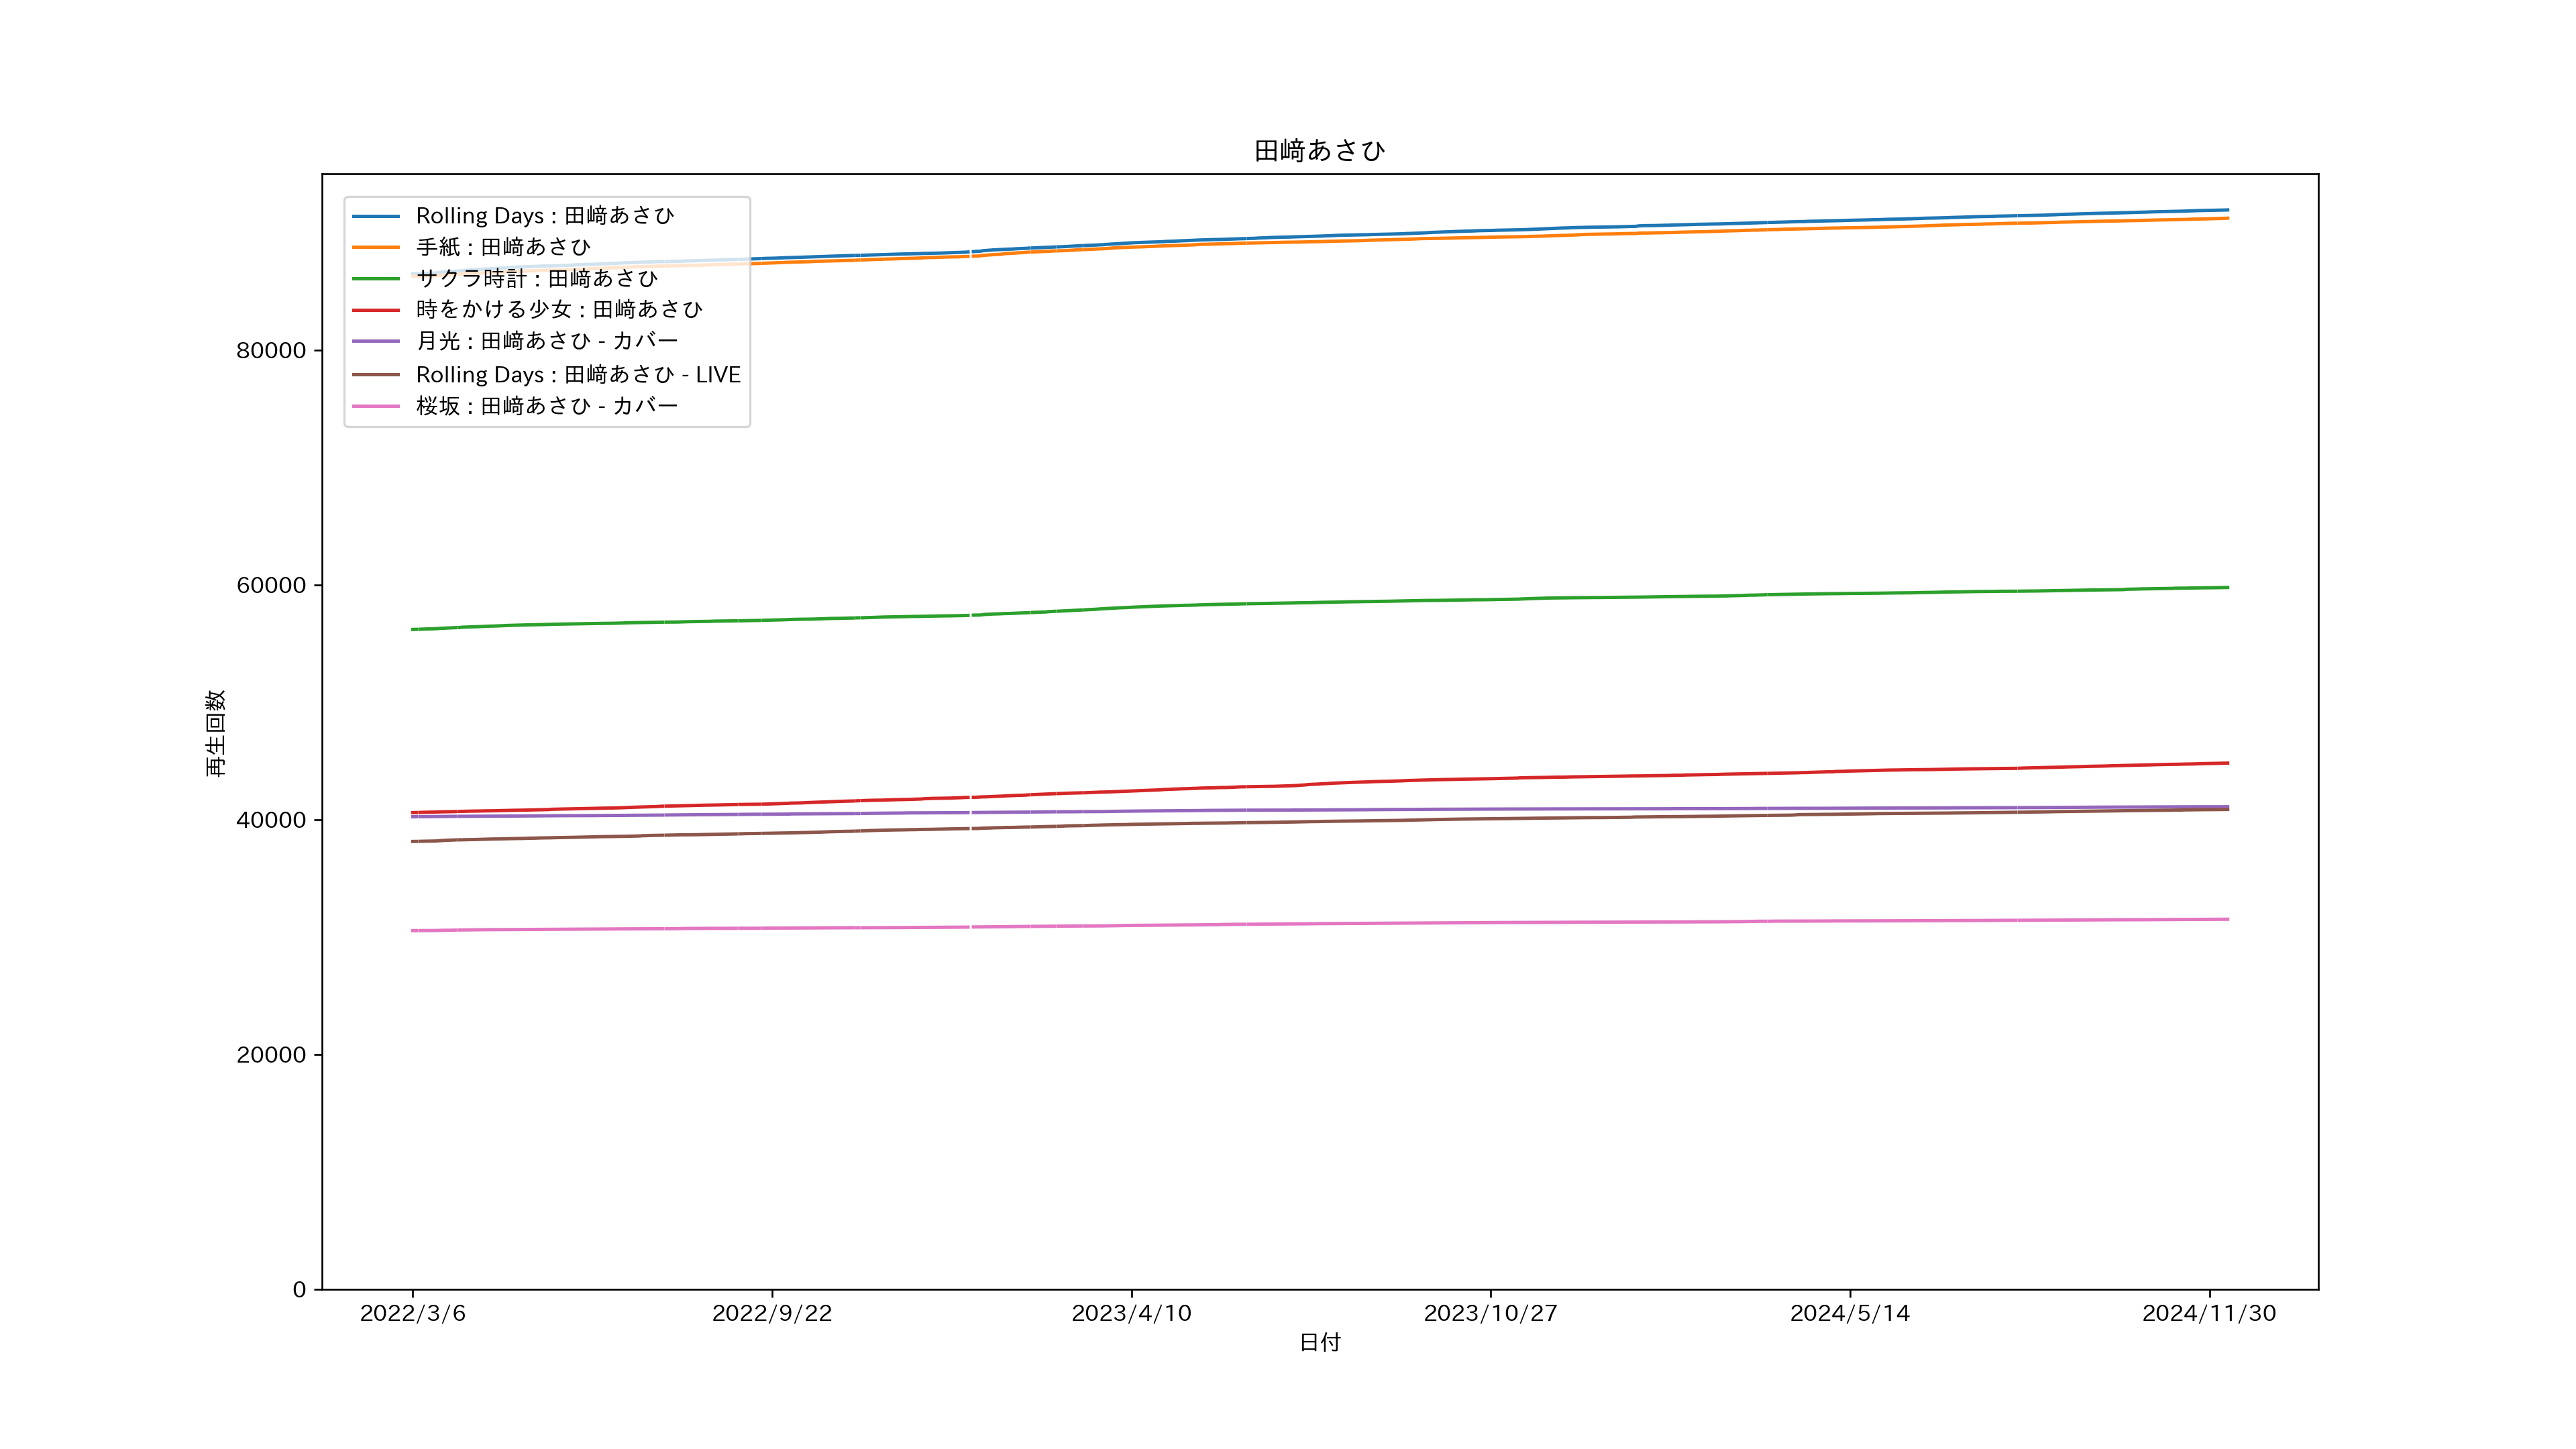 田﨑あさひ
Rolling Days : 田﨑あさひ
手紙 : 田﨑あさひ
サクラ時計 : 田﨑あさひ
時をかける少女 : 田﨑あさひ
月光 : 田﨑あさひ - カバー
Rolling Days : 田﨑あさひ - LIVE
桜坂 : 田﨑あさひ - カバー
80000
60000
40000
20000
0
再生回数
2022/3/6
2022/9/22
2023/4/10
2023/10/27
2024/5/14
2024/11/30
日付